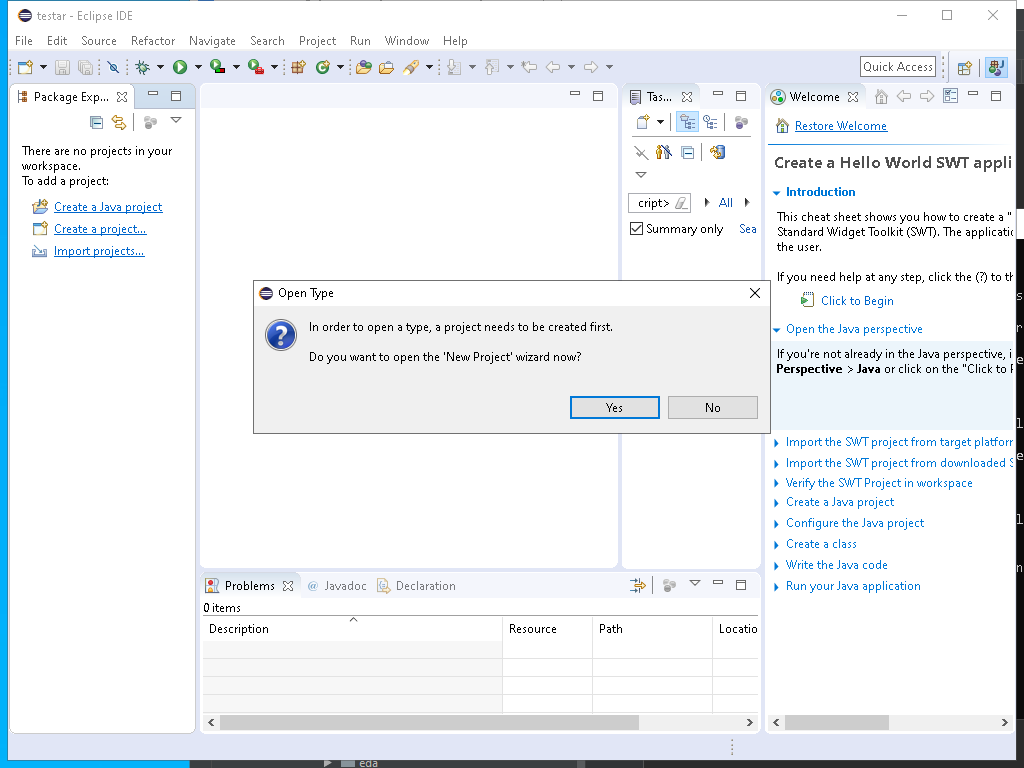 testar - Eclipse IDE
File Edit Source Refactor Navigate Search Project Run Window Help
Quick Access
Package Exp...
There are no projects in your
workspace.
To add a project:
Create a Java project
Create a project...
Import projects...
Tas...
cript>
All
Summary only
Sea
Welcome
Restore Welcome
Create a Hello World SWT appli
Introduction
This cheat sheet shows you how to create a "
Standard Widget Toolkit (SWT). The applicatio
the user.
If you need help at any step, click the (?) to th
Click to Begin
Open the Java perspective
If you're not already in the Java perspective, i
Perspective > Java or click on the "Click to P
Import the SWT project from target platform
Import the SWT project from downloaded S
Verify the SWT Project in workspace
Create a Java project
Configure the Java project
Create a class
Write the Java code
Run your Java application
Open Type
In order to open a type, a project needs to be created first.
Do you want to open the 'New Project' wizard now?
Yes No
Problems @ Javadoc Declaration
0 items
Description Resource Path Locatio
eda